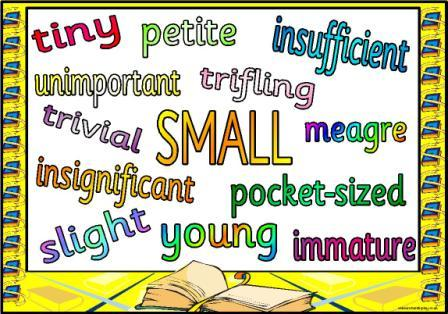 tiny petite insufficient
unimportant trifling
trivial SMALL meagre
insignificant pocket-sized
slight young immature